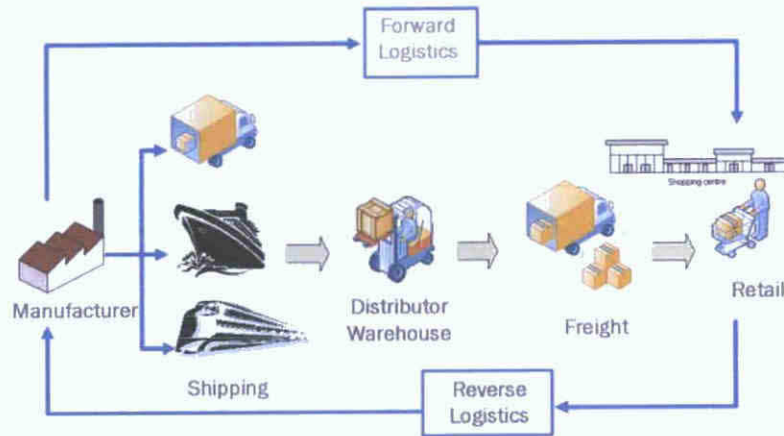 Forward
Logistics
Shopping centre
Manufacturer
Distributor
Warehouse
Retail
Freight
Shipping
Reverse
Logistics